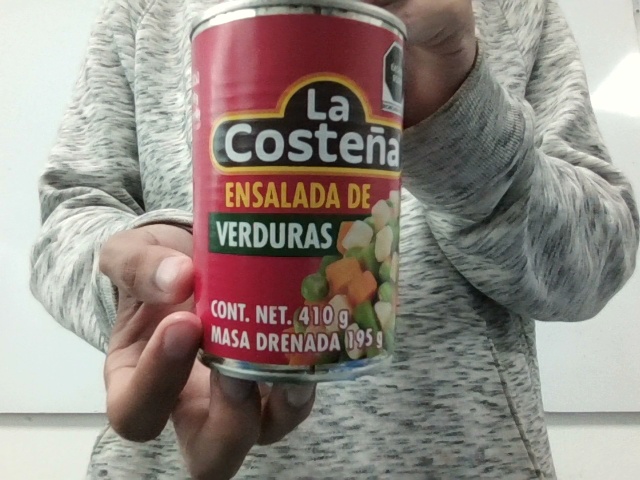 La
Costeña
ENSALADA DE
VERDURAS
CONT. NET. 410 g
MASA DRENADA 195 g